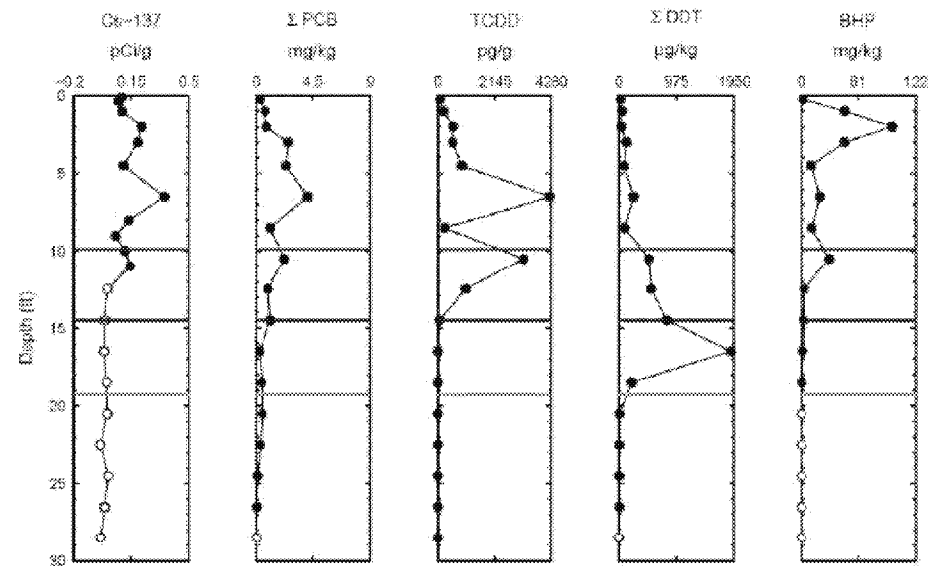 Cs-137
Σ PCB
TCDD
Σ DDT
BHP
pCi/g
mg/kg
pg/g
µg/kg
mg/kg
-0.2 0.15 0.5
0 4.5 9
0 2140 4280
0 975 1950
0 61 122
0
5
10
15
20
25
30
Depth (ft)